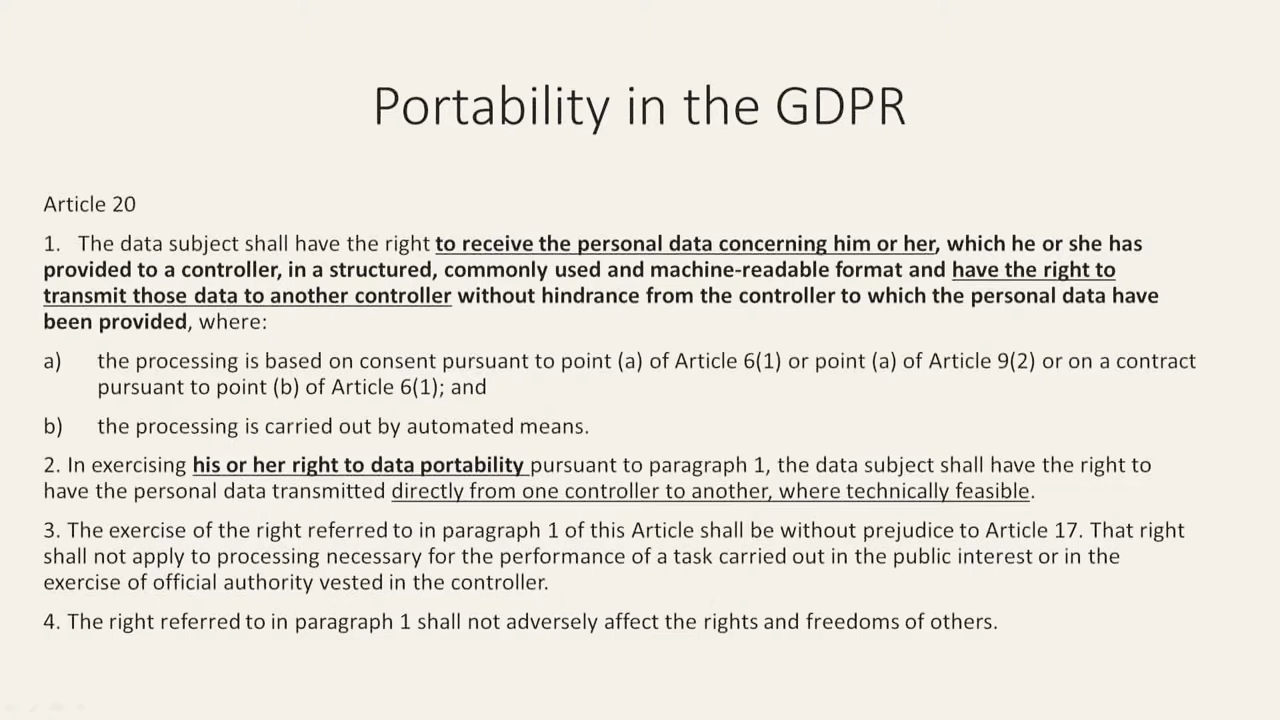 Portability in the GDPR
Article 20
1. The data subject shall have the right to receive the personal data concerning him or her, which he or she has
provided to a controller, in a structured, commonly used and machine-readable format and have the right to
transmit those data to another controller without hindrance from the controller to which the personal data have
been provided, where:
a) the processing is based on consent pursuant to point (a) of Article 6(1) or point (a) of Article 9(2) or on a contract
pursuant to point (b) of Article 6(1); and
b) the processing is carried out by automated means.
2. In exercising his or her right to data portability pursuant to paragraph 1, the data subject shall have the right to
have the personal data transmitted directly from one controller to another, where technically feasible.
3. The exercise of the right referred to in paragraph 1 of this Article shall be without prejudice to Article 17. That right
shall not apply to processing necessary for the performance of a task carried out in the public interest or in the
exercise of official authority vested in the controller.
4. The right referred to in paragraph 1 shall not adversely affect the rights and freedoms of others.